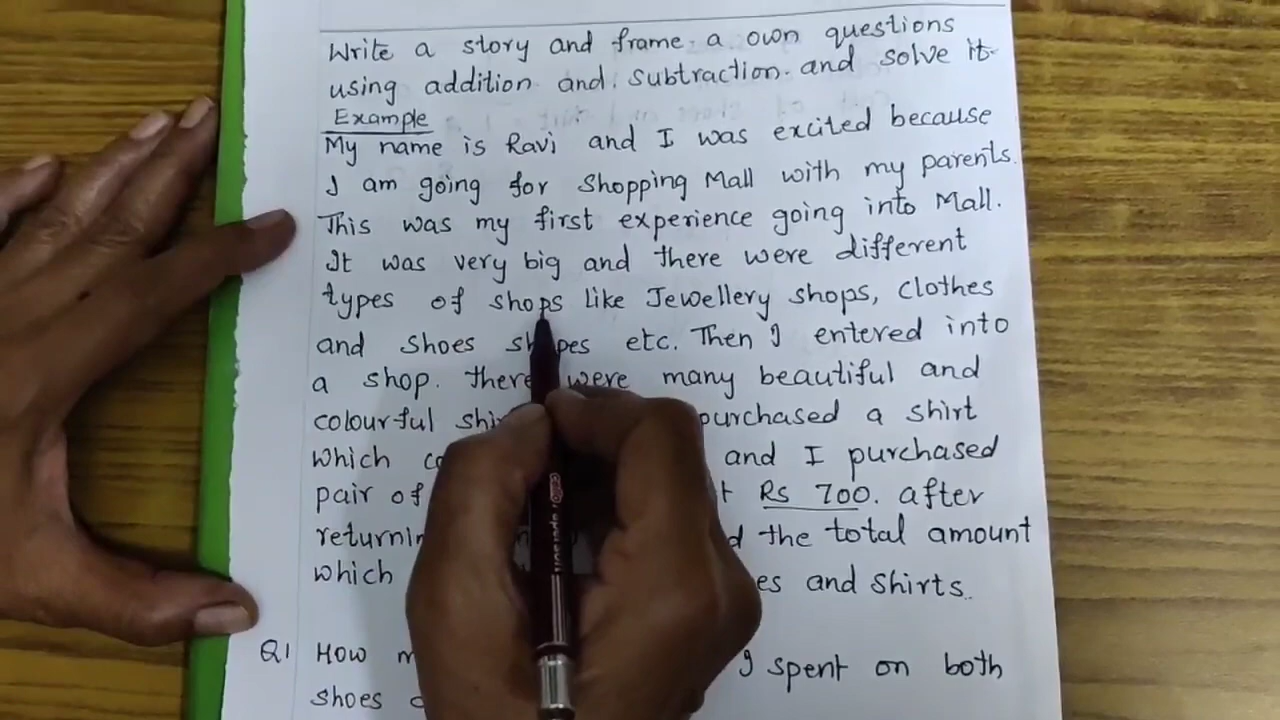 Write a story and frame a own questions
using addition and subtraction and solve it
Example
My name is Ravi and I was excited because
I am going for shopping Mall with my parents.
This was my first experience going into Mall.
It was very big and there were different
types of shops like Jewellery shops, clothes
and shoes etc. Then I entered into
a shop. There were many beautiful and
colourful purchased a shirt
which and I purchased
pair of Rs 700. after
the total amount
which and shirts.
Q1 How I spent on both
shoes
cello